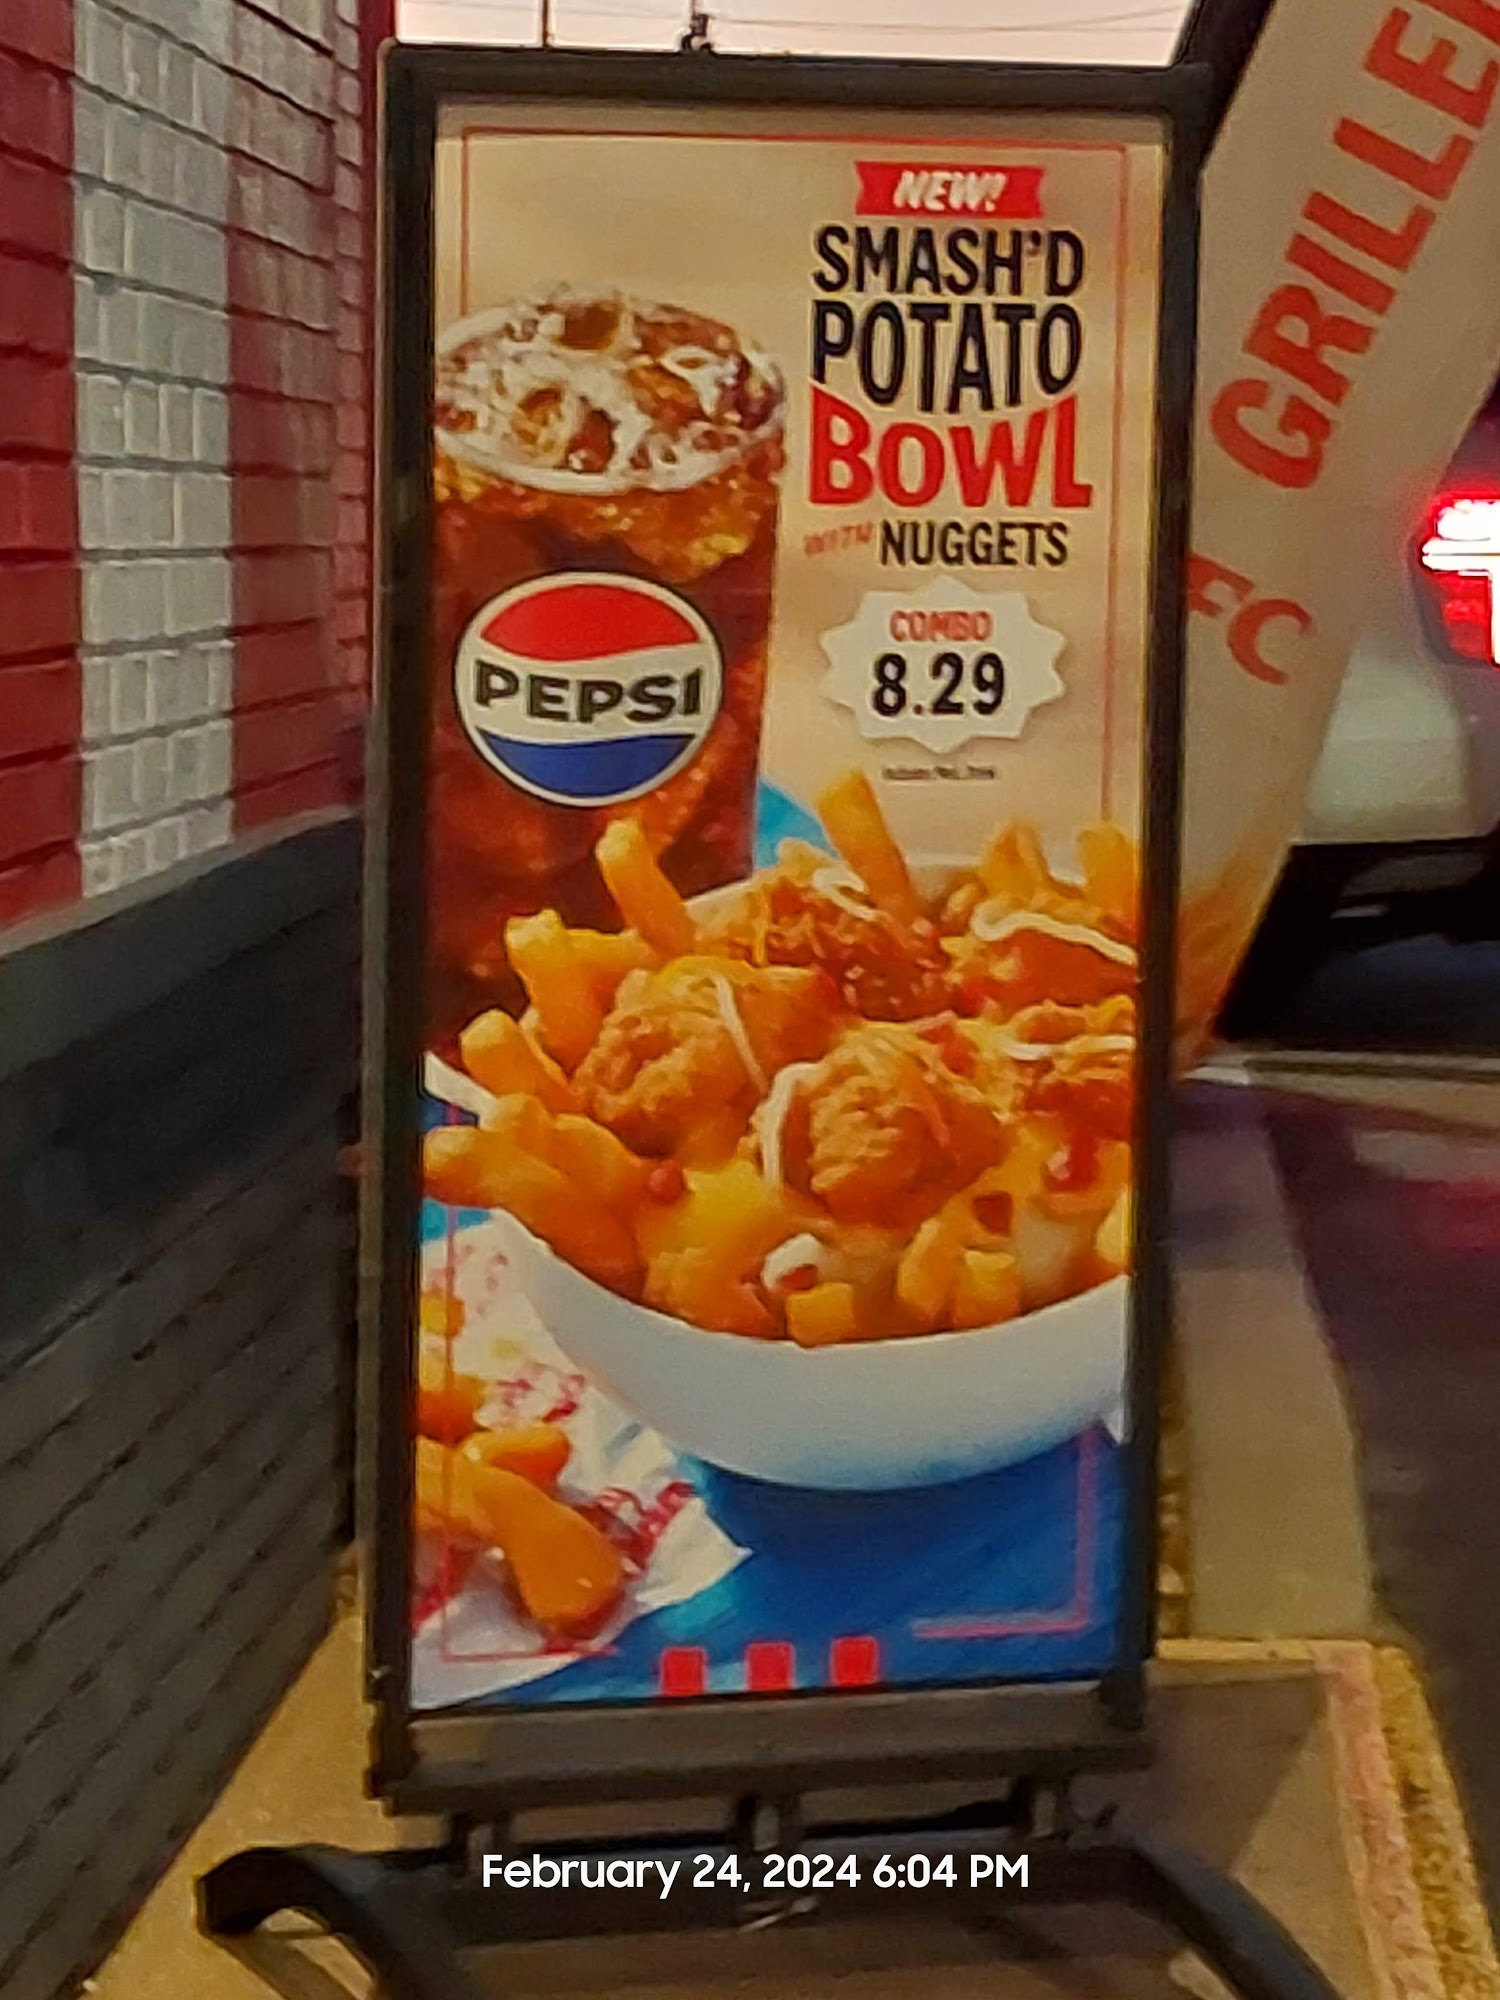 NEW!
SMASH'D
POTATO
BOWL
WITH NUGGETS
COMBO
8.29
PEPSI
GRILLE
FC
February 24, 2024 6:04 PM